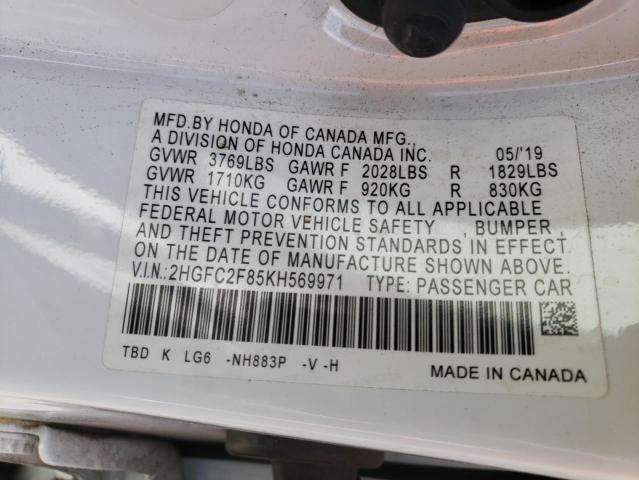 MFD.BY HONDA OF CANADA MFG.,
A DIVISION OF HONDA CANADA INC. 05/'19
GVWR 3769LBS GAWR F 2028LBS R 1829LBS
GVWR 1710KG GAWR F 920KG R 830KG
THIS VEHICLE CONFORMS TO ALL APPLICABLE
FEDERAL MOTOR VEHICLE SAFETY , BUMPER ,
AND THEFT PREVENTION STANDARDS IN EFFECT
ON THE DATE OF MANUFACTURE SHOWN ABOVE.
V.I.N.:2HGFC2F85KH569971 TYPE: PASSENGER CAR
TBD K LG6 -NH883P -V -H MADE IN CANADA